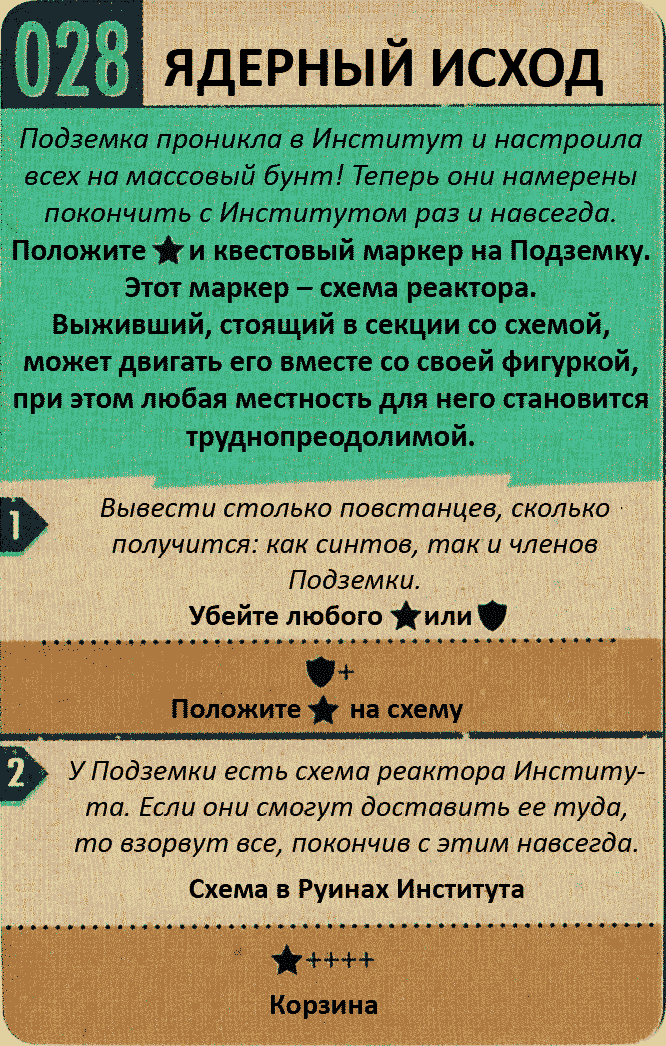 028 ЯДЕРНЫЙ ИСХОД
Подземка проникла в Институт и настроила
всех на массовый бунт! Теперь они намерены
покончить с Институтом раз и навсегда.
Положите ★ и квестовый маркер на Подземку.
Этот маркер – схема реактора.
Выживший, стоящий в секции со схемой,
может двигать его вместе со своей фигуркой,
при этом любая местность для него становится
труднопреодолимой.
1
Вывести столько повстанцев, сколько
получится: как синтов, так и членов
Подземки.
Убейте любого ★ или
+
Положите ★ на схему
2
У Подземки есть схема реактора Институ-
та. Если они смогут доставить ее туда,
то взорвут все, покончив с этим навсегда.
Схема в Руинах Института
★++++
Корзина